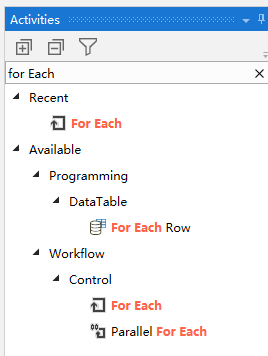 Activities
for Each
Recent
For Each
Available
Programming
DataTable
For Each Row
Workflow
Control
For Each
Parallel For Each